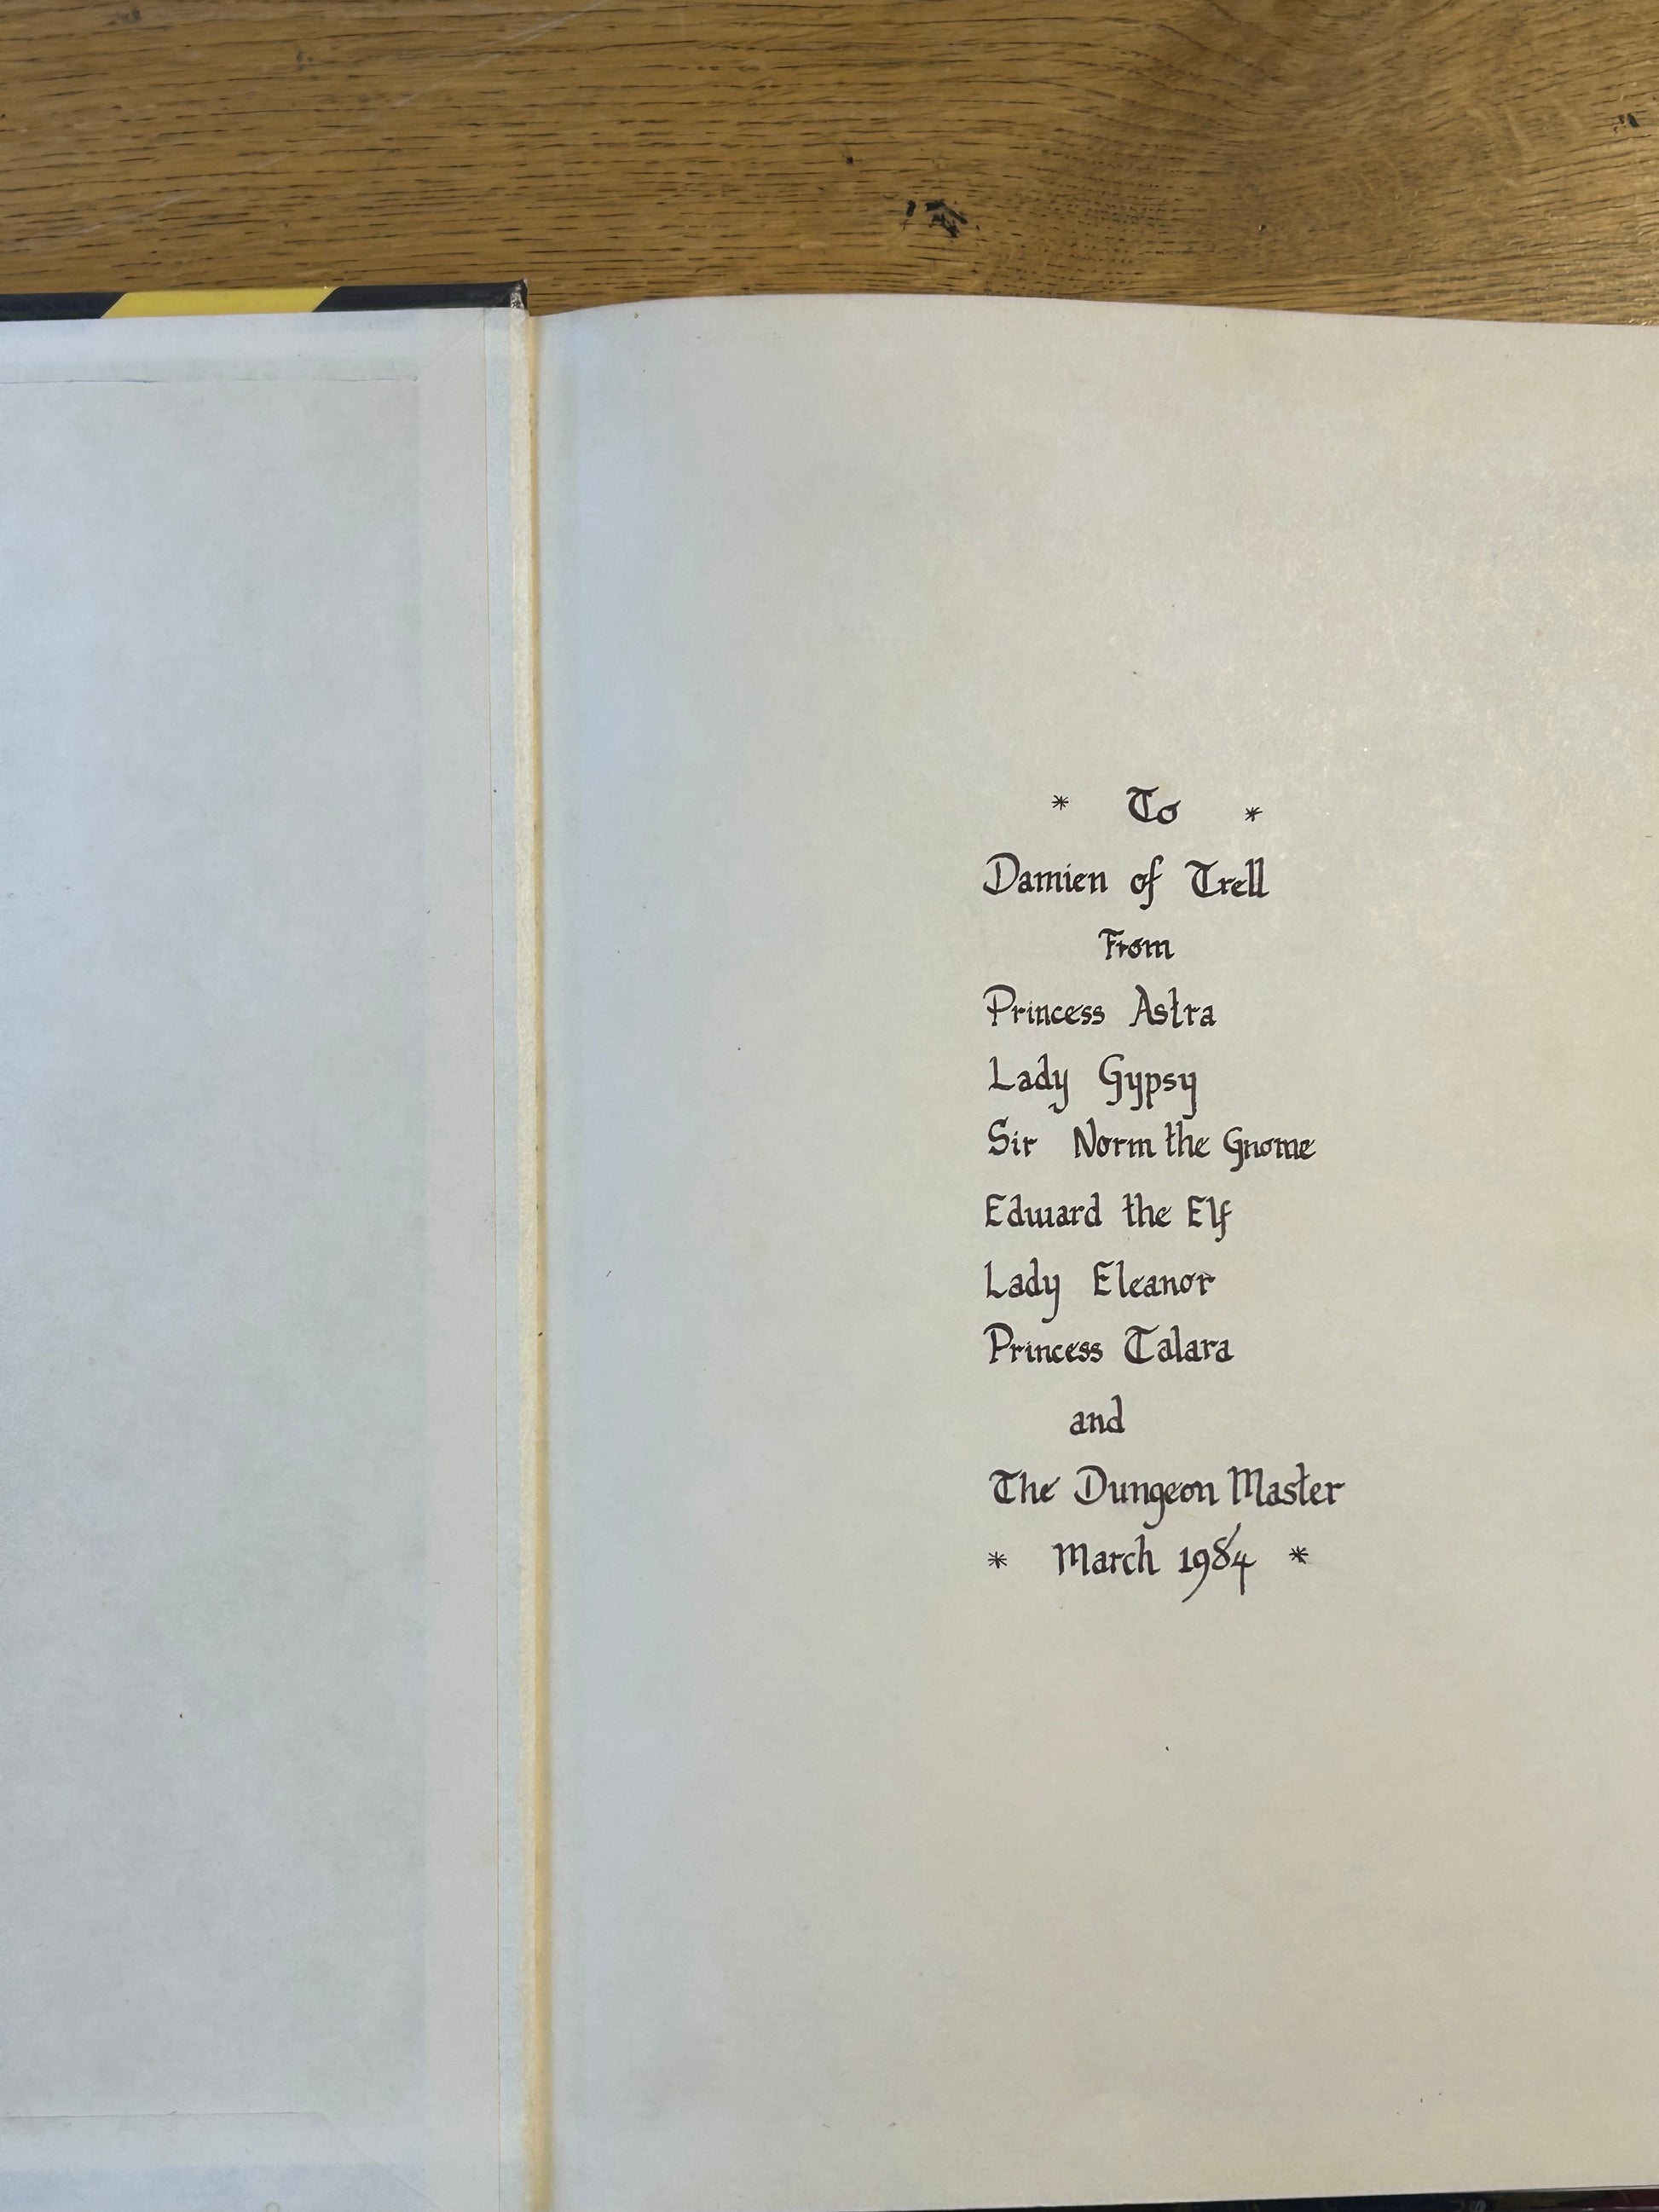 * To *
Damien of Trell
From
Princess Astra
Lady Gypsy
Sir Norm the Gnome
Edward the Elf
Lady Eleanor
Princess Talara
and
The Dungeon Master
* March 1984 *